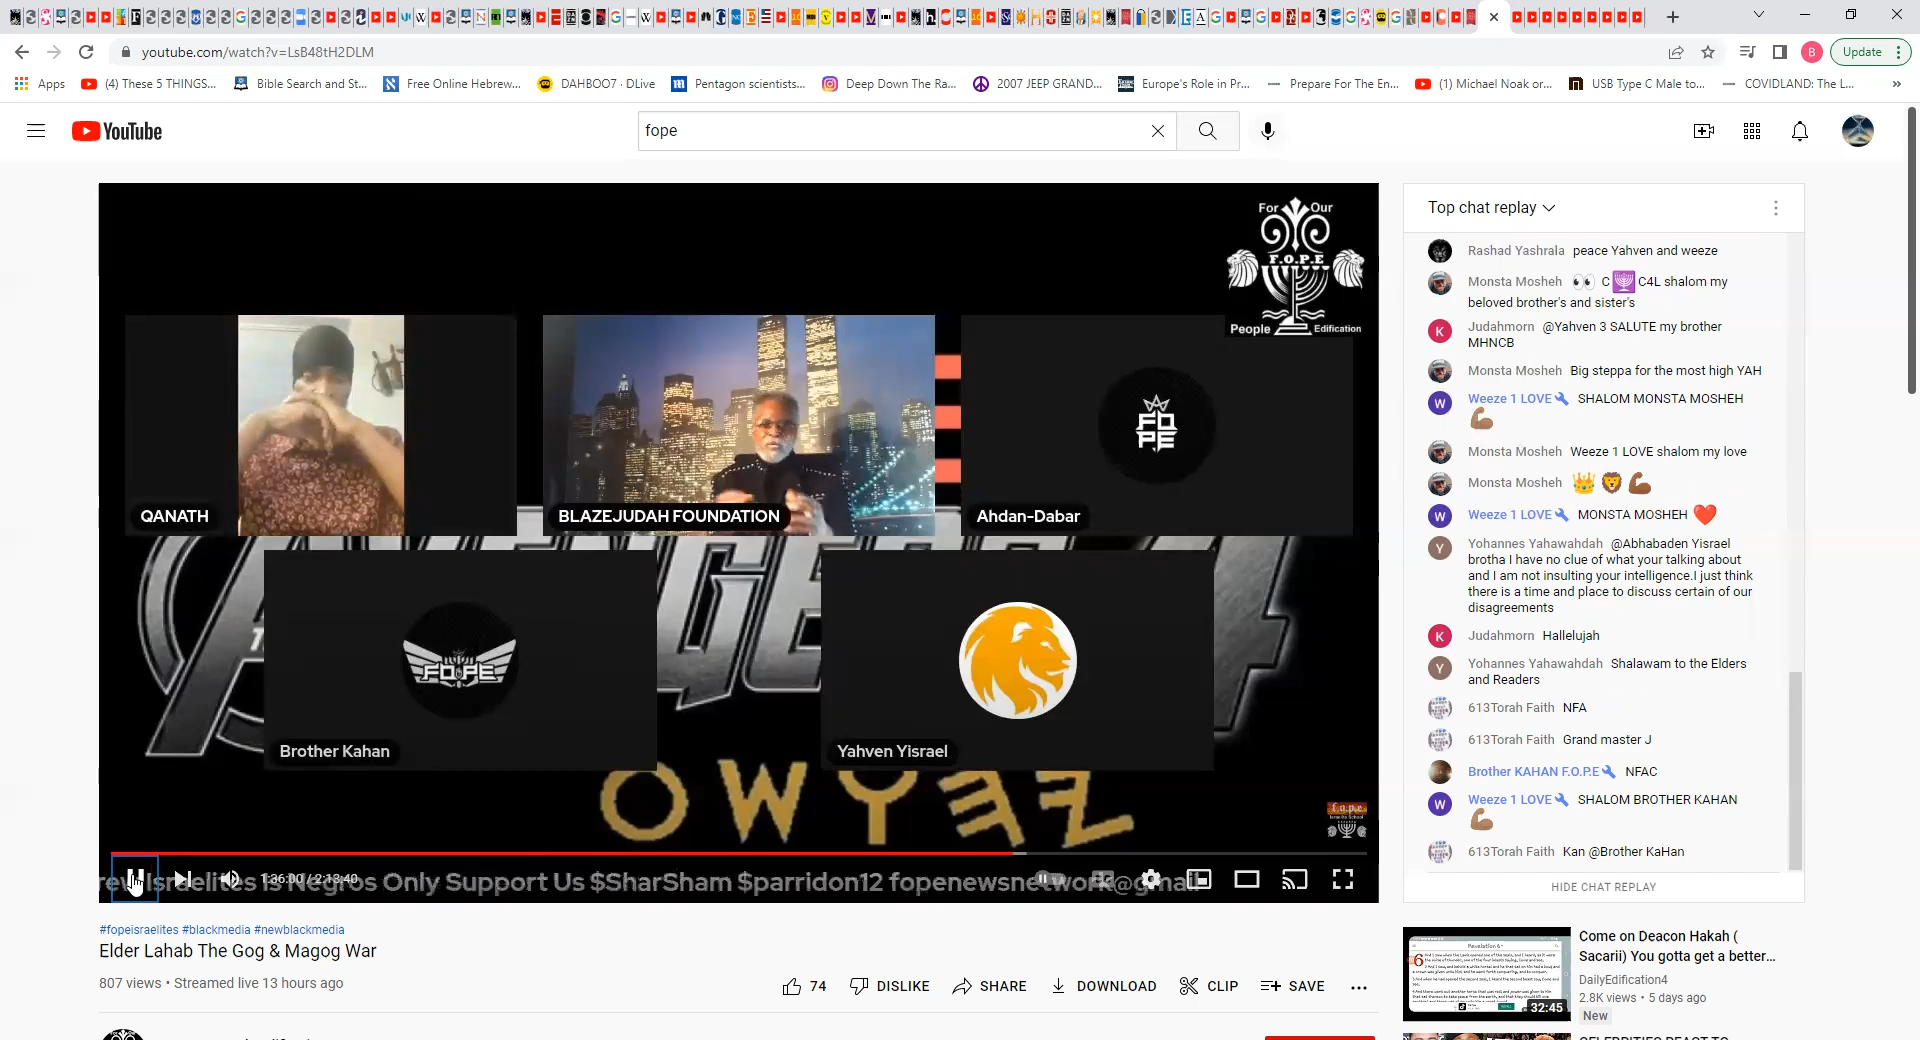 youtube.com/watch?v=LsB48tH2DLM
B
Update
Apps
(4) These 5 THINGS...
Bible Search and St...
Free Online Hebrew...
DAHBOO7 · DLive
Pentagon scientists...
Deep Down The Ra...
2007 JEEP GRAND...
Europe's Role in Pr...
Prepare For The En...
(1) Michael Noak or...
USB Type C Male to...
COVIDLAND: The L...
YouTube
fope
For Our
F.O.P.E
People Edification
QANATH
BLAZEJUDAH FOUNDATION
Ahdan-Dabar
FO
PE
FO PE
Brother Kahan
Yahven Yisrael
f.o.p.e
Israelite School
1:36:00 / 2:13:40
rew Israelites Is Negros Only Support Us $SharSham $parridon12 fopenewsnetwork@gmail
#fopeisraelites #blackmedia #newblackmedia
Elder Lahab The Gog & Magog War
807 views • Streamed live 13 hours ago
74
DISLIKE
SHARE
DOWNLOAD
CLIP
SAVE
Top chat replay
Rashad Yashrala peace Yahven and weeze
Monsta Mosheh 👀 C🕎C4L shalom my
beloved brother's and sister's
K
Judahmorn @Yahven 3 SALUTE my brother
MHNCB
Monsta Mosheh Big steppa for the most high YAH
W
Weeze 1 LOVE SHALOM MONSTA MOSHEH
💪🏾
Monsta Mosheh Weeze 1 LOVE shalom my love
Monsta Mosheh 👑🦁💪🏾
W
Weeze 1 LOVE MONSTA MOSHEH ❤️
Y
Yohannes Yahawahdah @Abhabaden Yisrael
brotha I have no clue of what your talking about
and I am not insulting your intelligence.I just think
there is a time and place to discuss certain of our
disagreements
K
Judahmorn Hallelujah
Y
Yohannes Yahawahdah Shalawam to the Elders
and Readers
613Torah Faith NFA
613Torah Faith Grand master J
Brother KAHAN F.O.P.E NFAC
W
Weeze 1 LOVE SHALOM BROTHER KAHAN
💪🏾
613Torah Faith Kan @Brother KaHan
HIDE CHAT REPLAY
Revelation 6
32:45
Come on Deacon Hakah (
Sacarii) You gotta get a better...
DailyEdification4
2.8K views • 5 days ago
New
CELEBRITIES REACT TO